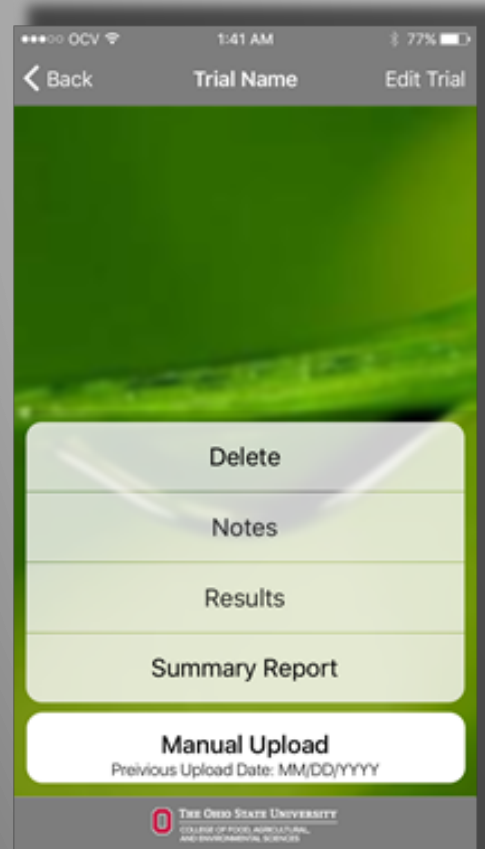 OCV 1:41 AM 77%
Back Trial Name Edit Trial
Delete
Notes
Results
Summary Report
Manual Upload
Preivious Upload Date: MM/DD/YYYY
THE OHIO STATE UNIVERSITY
COLLEGE OF FOOD, AGRICULTURAL,
AND ENVIRONMENTAL SCIENCES